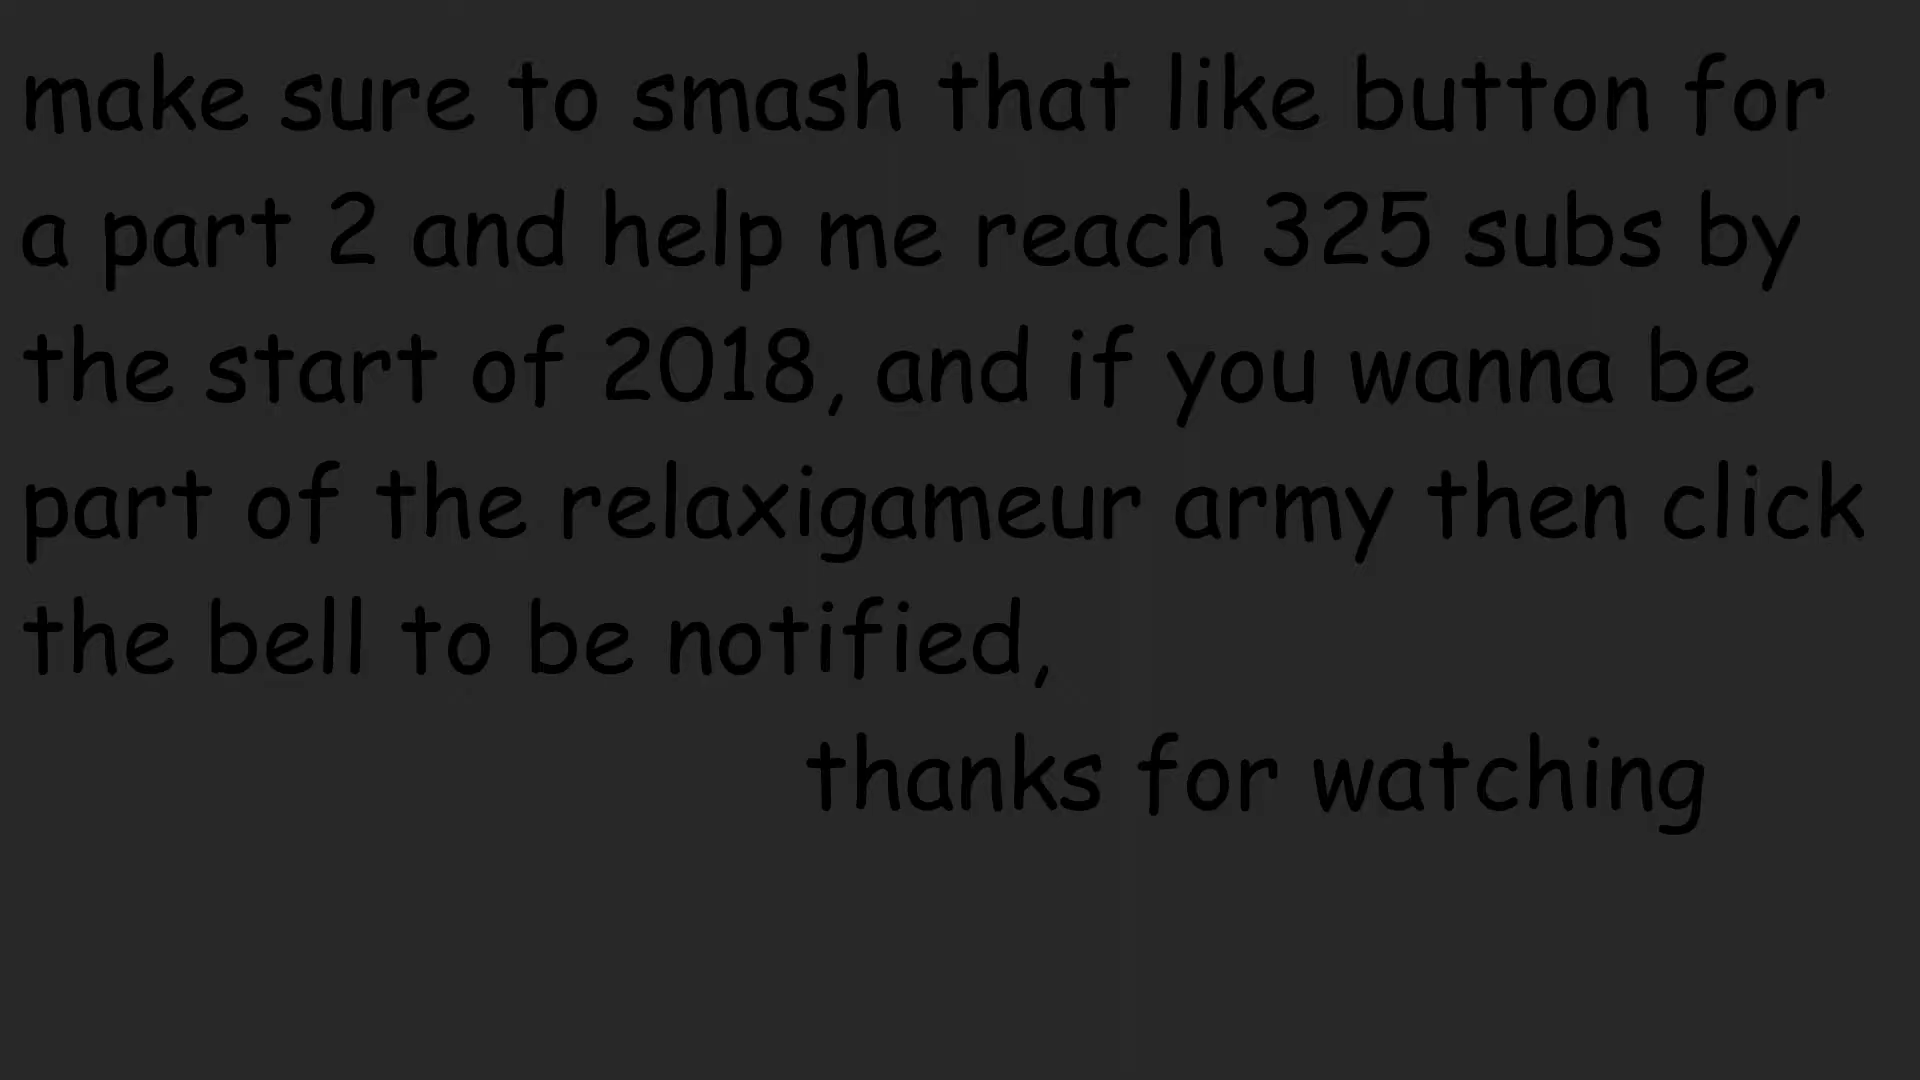 make sure to smash that like button for
a part 2 and help me reach 325 subs by
the start of 2018, and if you wanna be
part of the relaxigameur army then click
the bell to be notified,
thanks for watching